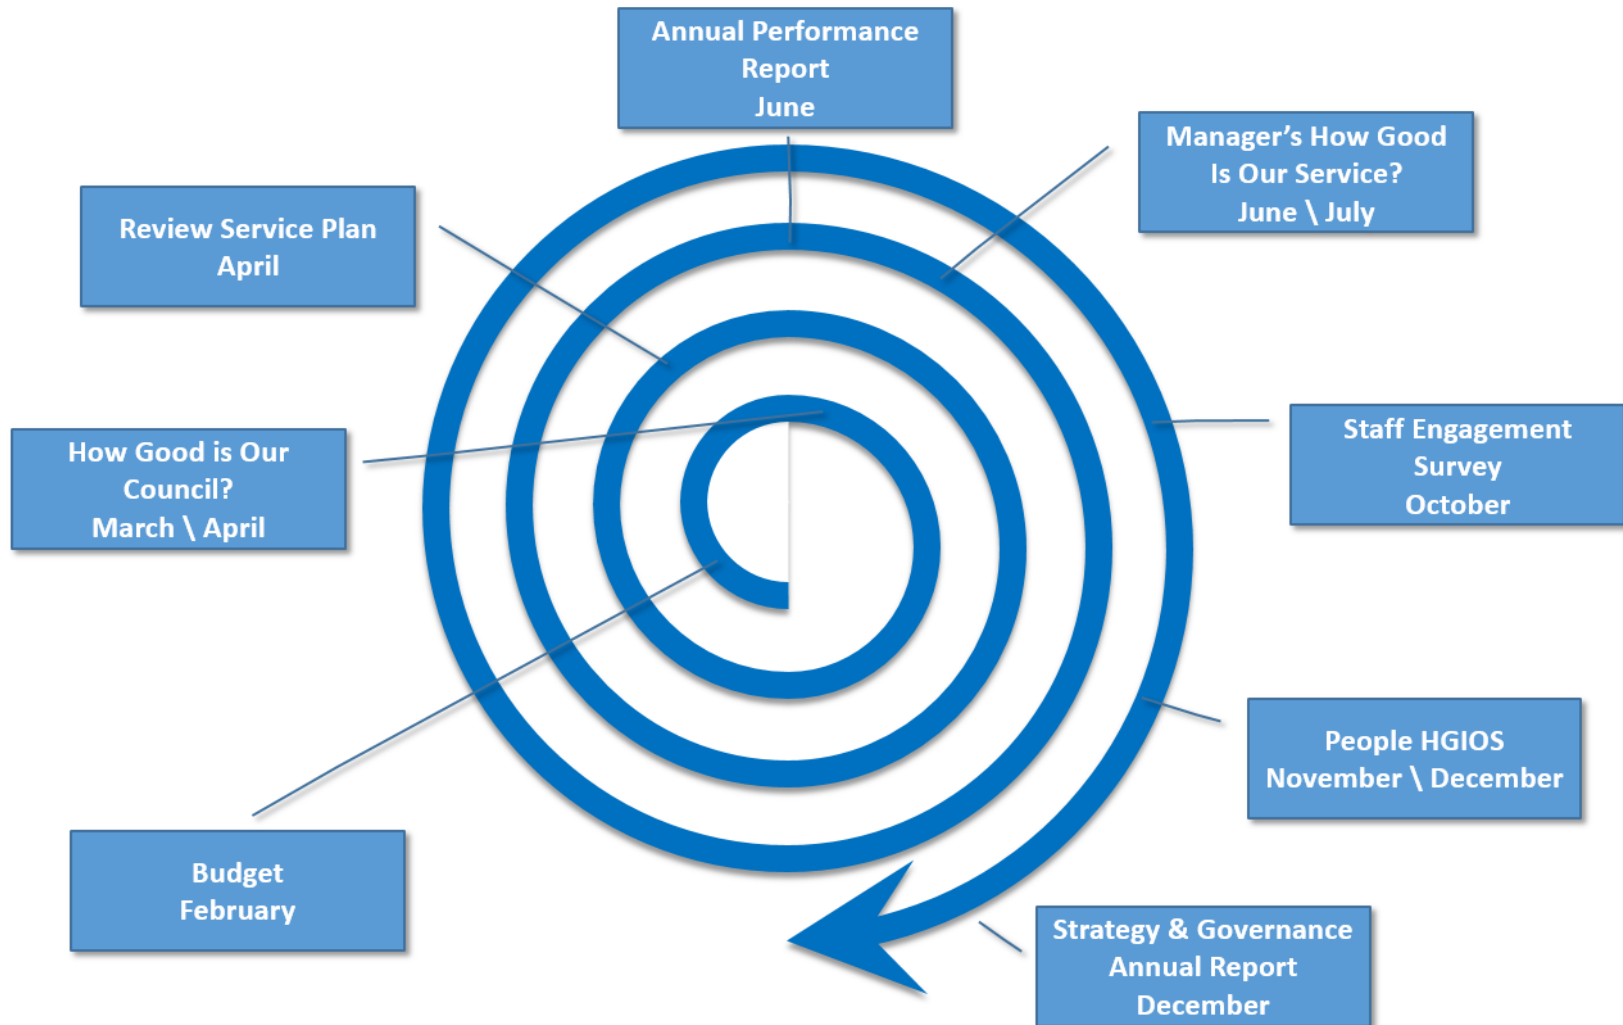 Annual Performance
Report
June
Manager’s How Good
Is Our Service?
June \ July
Review Service Plan
April
How Good is Our
Council?
March \ April
Staff Engagement
Survey
October
People HGIOS
November \ December
Budget
February
Strategy & Governance
Annual Report
December